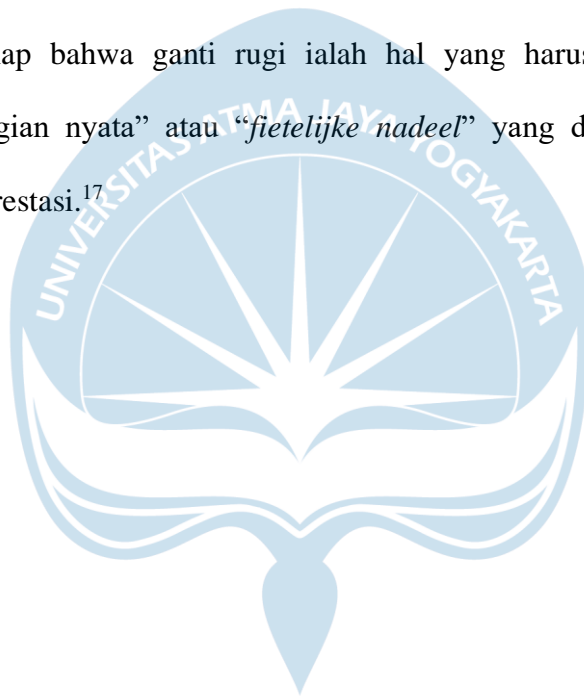 ap bahwa ganti rugi ialah hal yang harus
gian nyata” atau “fietelijke nadeel” yang d
restasi.17
UNIVERSITAS ATMA JAYA YOGYAKARTA